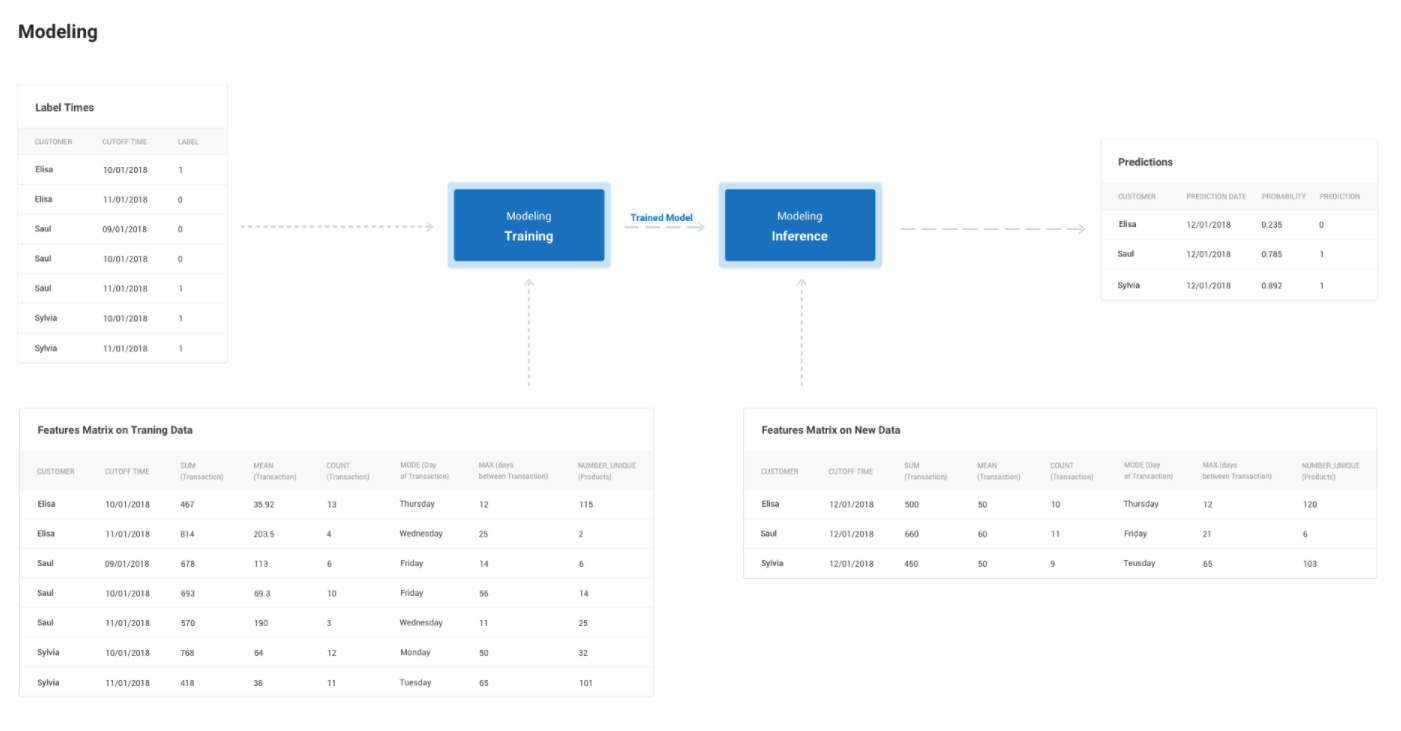 Modeling
Label Times
CUSTOMER CUTOFF TIME LABEL
Elisa 10/01/2018 1
Elisa 11/01/2018 0
Saul 09/01/2018 0
Saul 10/01/2018 0
Saul 11/01/2018 1
Sylvia 10/01/2018 1
Sylvia 11/01/2018 1
Modeling
Training
Trained Model
Modeling
Inference
Predictions
CUSTOMER PREDICTION DATE PROBABILITY PREDICTION
Elisa 12/01/2018 0.235 0
Saul 12/01/2018 0.785 1
Sylvia 12/01/2018 0.892 1
Features Matrix on Traning Data
CUSTOMER CUTOFF TIME SUM (Transaction) MEAN (Transaction) COUNT (Transaction) MODE (Day of Transaction) MAX (days between Transaction) NUMBER_UNIQUE (Products)
Elisa 10/01/2018 467 35.92 13 Thursday 12 115
Elisa 11/01/2018 814 203.5 4 Wednesday 25 2
Saul 09/01/2018 678 113 6 Friday 14 6
Saul 10/01/2018 693 69.3 10 Friday 56 14
Saul 11/01/2018 570 190 3 Wednesday 11 25
Sylvia 10/01/2018 768 64 12 Monday 50 32
Sylvia 11/01/2018 418 38 11 Tuesday 65 101
Features Matrix on New Data
CUSTOMER CUTOFF TIME SUM (Transaction) MEAN (Transaction) COUNT (Transaction) MODE (Day of Transaction) MAX (days between Transaction) NUMBER_UNIQUE (Products)
Elisa 12/01/2018 500 50 10 Thursday 12 120
Saul 12/01/2018 660 60 11 Friday 21 6
Sylvia 12/01/2018 450 50 9 Teusday 65 103